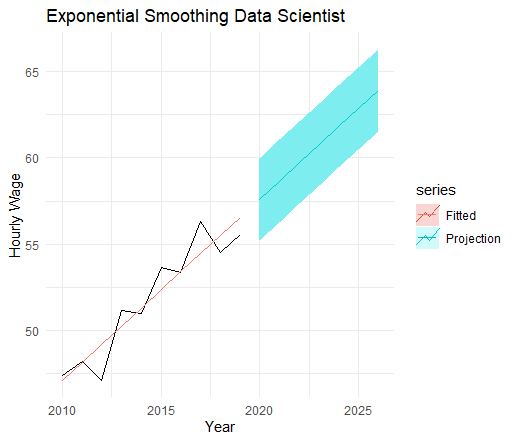 Exponential Smoothing Data Scientist
65
60
55
50
Hourly Wage
2010
2015
2020
2025
Year
series
Fitted
Projection